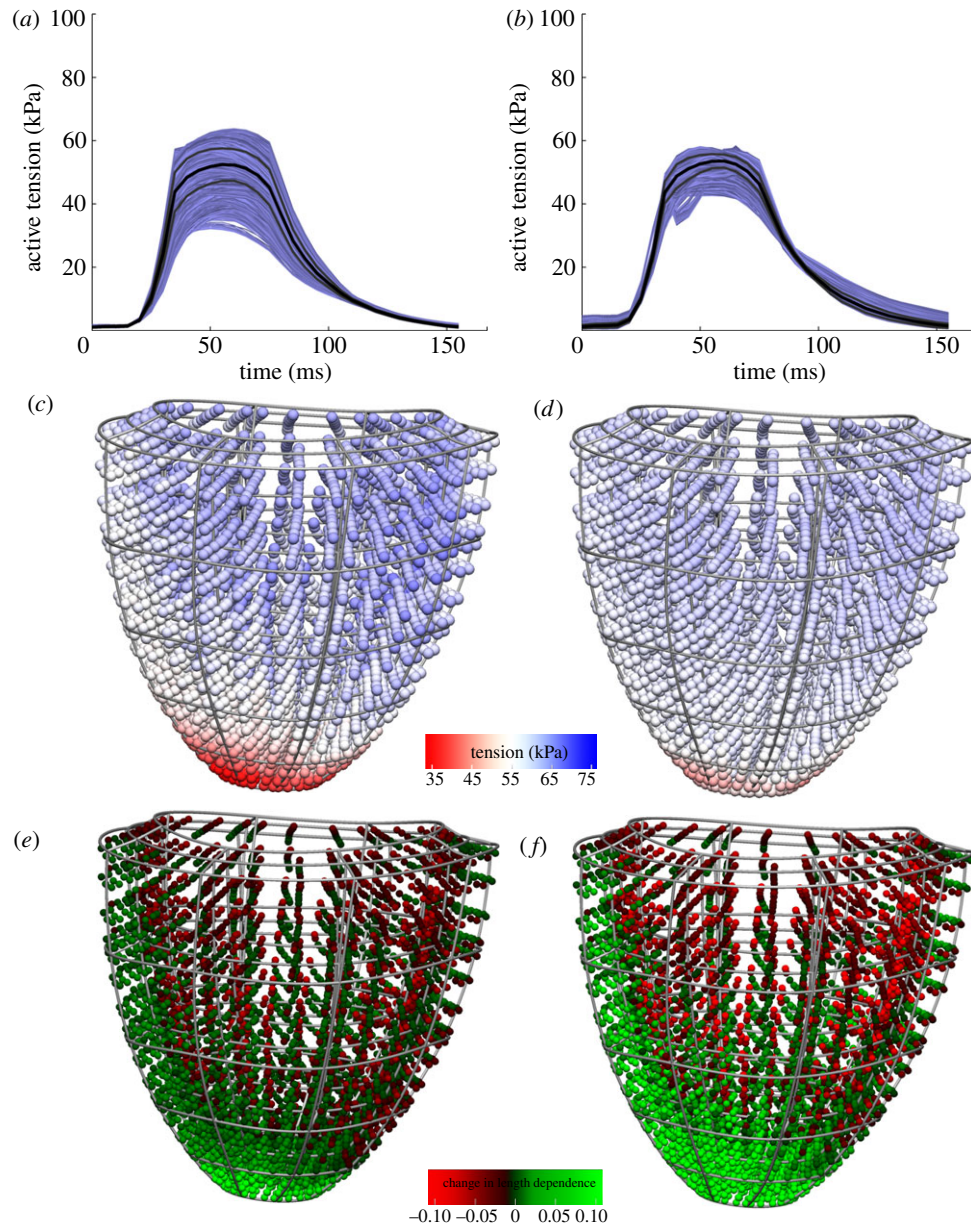 (a)
100
80
60
40
20
active tension (kPa)
0 50 100 150
time (ms)
(b)
100
80
60
40
20
active tension (kPa)
0 50 100 150
time (ms)
(c)
(d)
tension (kPa)
35 45 55 65 75
(e)
(f)
change in length dependence
–0.10 –0.05 0 0.05 0.10